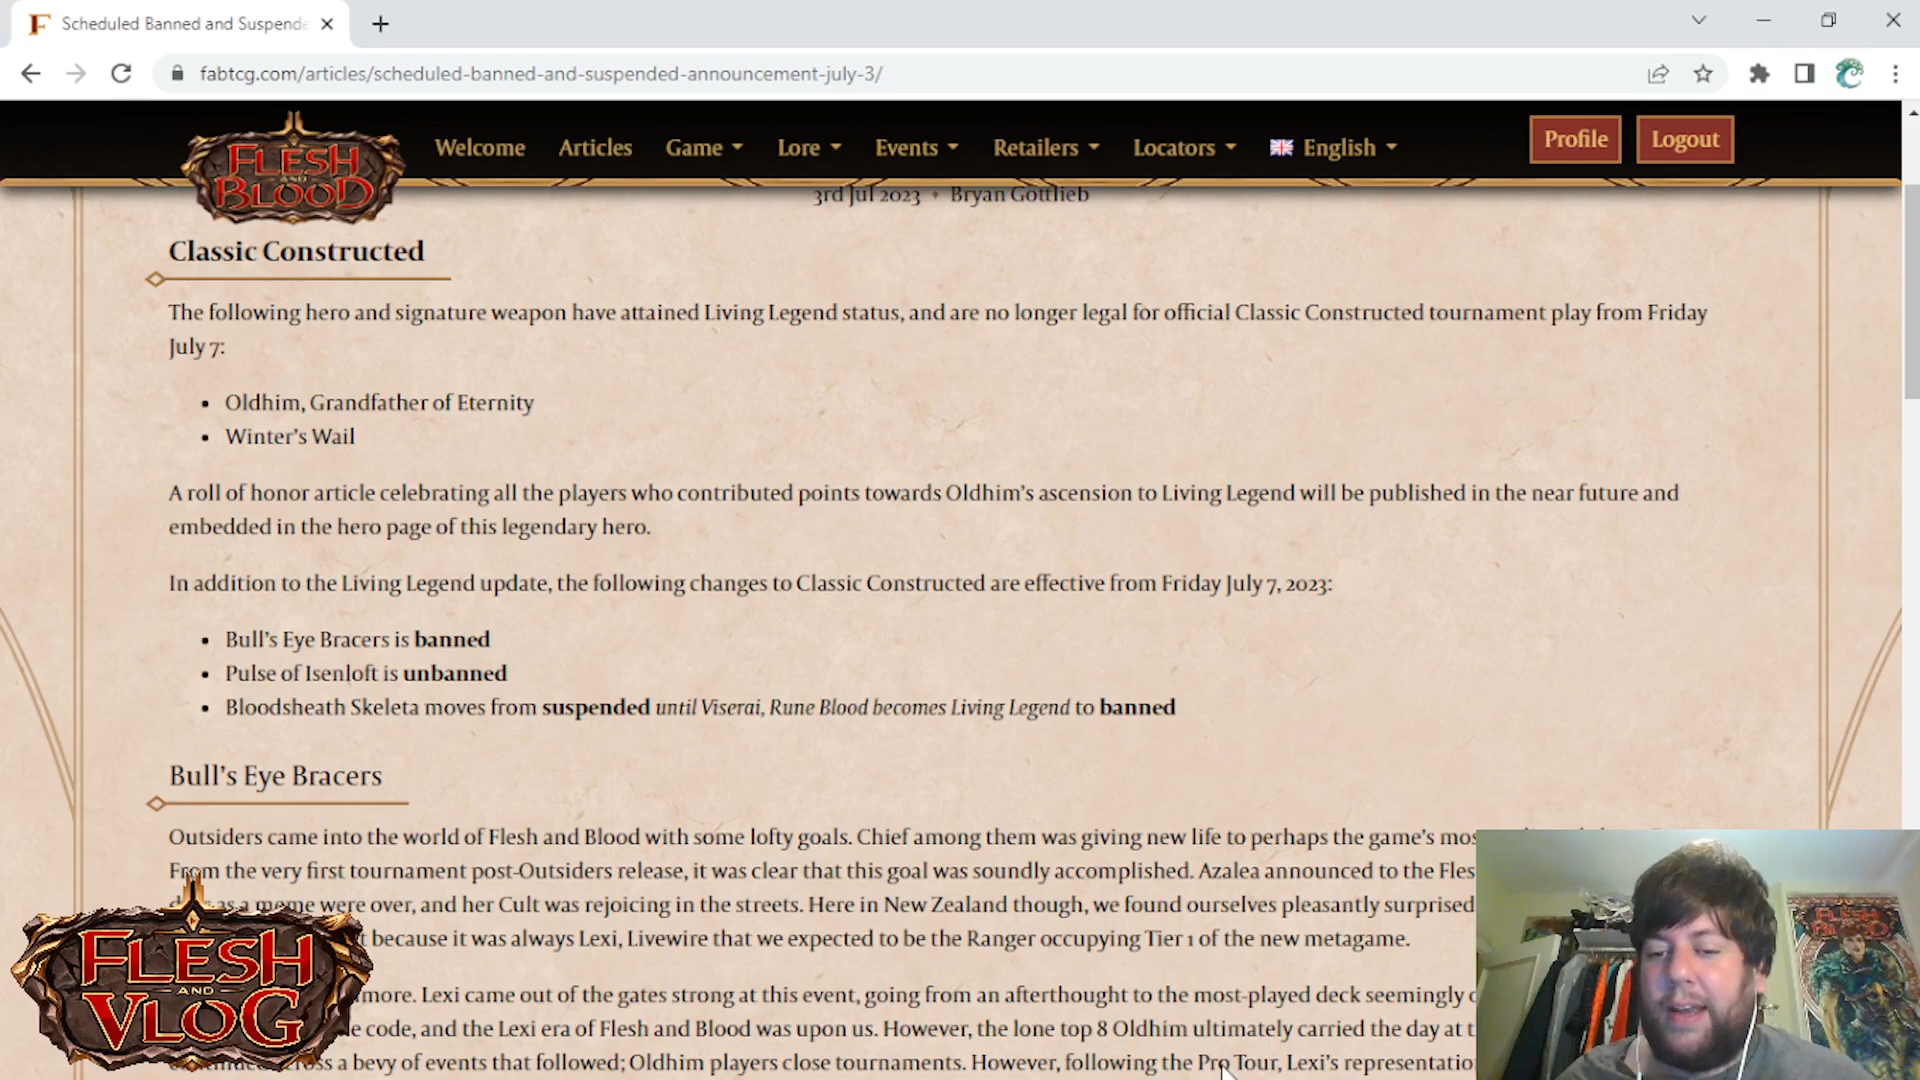 Scheduled Banned and Suspende
fabtcg.com/articles/scheduled-banned-and-suspended-announcement-july-3/
FLESH AND BLOOD
Welcome Articles Game Lore Events Retailers Locators English Profile Logout
3rd Jul 2023 • Bryan Gottlieb
Classic Constructed
The following hero and signature weapon have attained Living Legend status, and are no longer legal for official Classic Constructed tournament play from Friday
July 7:
• Oldhim, Grandfather of Eternity
• Winter's Wail
A roll of honor article celebrating all the players who contributed points towards Oldhim's ascension to Living Legend will be published in the near future and
embedded in the hero page of this legendary hero.
In addition to the Living Legend update, the following changes to Classic Constructed are effective from Friday July 7, 2023:
• Bull's Eye Bracers is banned
• Pulse of Isenloft is unbanned
• Bloodsheath Skeleta moves from suspended until Viserai, Rune Blood becomes Living Legend to banned
Bull's Eye Bracers
Outsiders came into the world of Flesh and Blood with some lofty goals. Chief among them was giving new life to perhaps the game's mos
From the very first tournament post-Outsiders release, it was clear that this goal was soundly accomplished. Azalea announced to the Fles
as a meme were over, and her Cult was rejoicing in the streets. Here in New Zealand though, we found ourselves pleasantly surprised
because it was always Lexi, Livewire that we expected to be the Ranger occupying Tier 1 of the new metagame.
more. Lexi came out of the gates strong at this event, going from an afterthought to the most-played deck seemingly
code, and the Lexi era of Flesh and Blood was upon us. However, the lone top 8 Oldhim ultimately carried the day at
a bevy of events that followed; Oldhim players close tournaments. However, following the Pro Tour, Lexi's representatio
FLESH AND VLOG
FLESH BLOOD